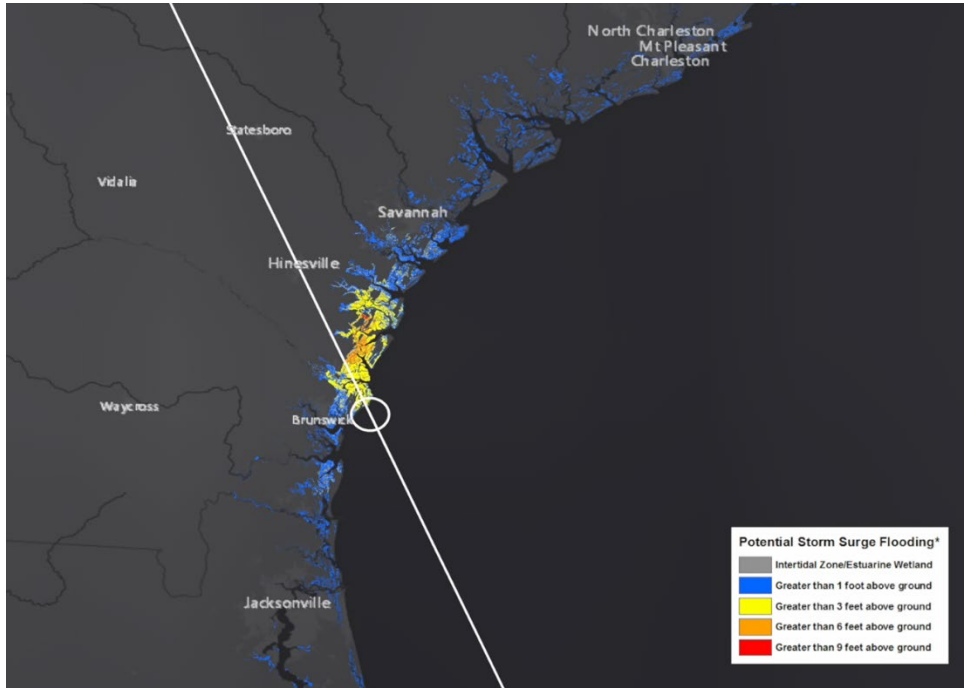 North Charleston
Mt Pleasant
Charleston
Statesboro
Vidalia
Savannah
Hinesville
Waycross
Brunswick
Jacksonville
Potential Storm Surge Flooding*
Intertidal Zone/Estuarine Wetland
Greater than 1 foot above ground
Greater than 3 feet above ground
Greater than 6 feet above ground
Greater than 9 feet above ground